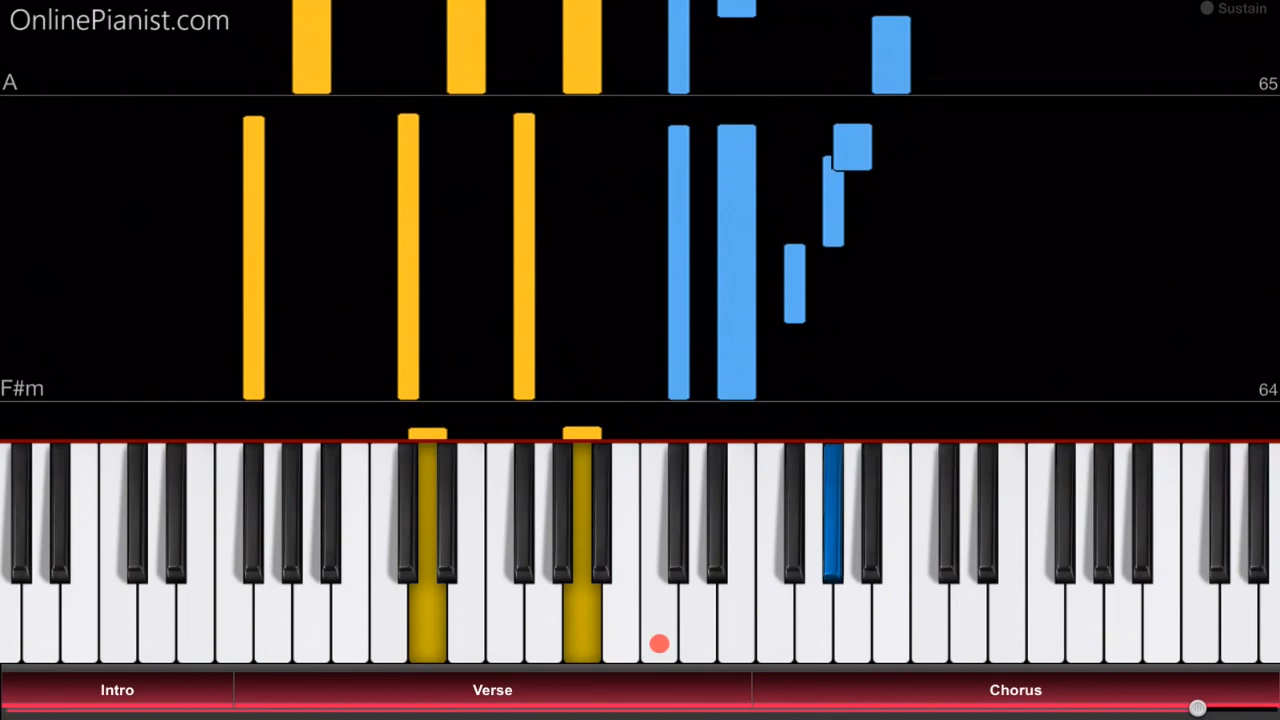 OnlinePianist.com
Sustain
A
65
F#m
64
Intro
Verse
Chorus